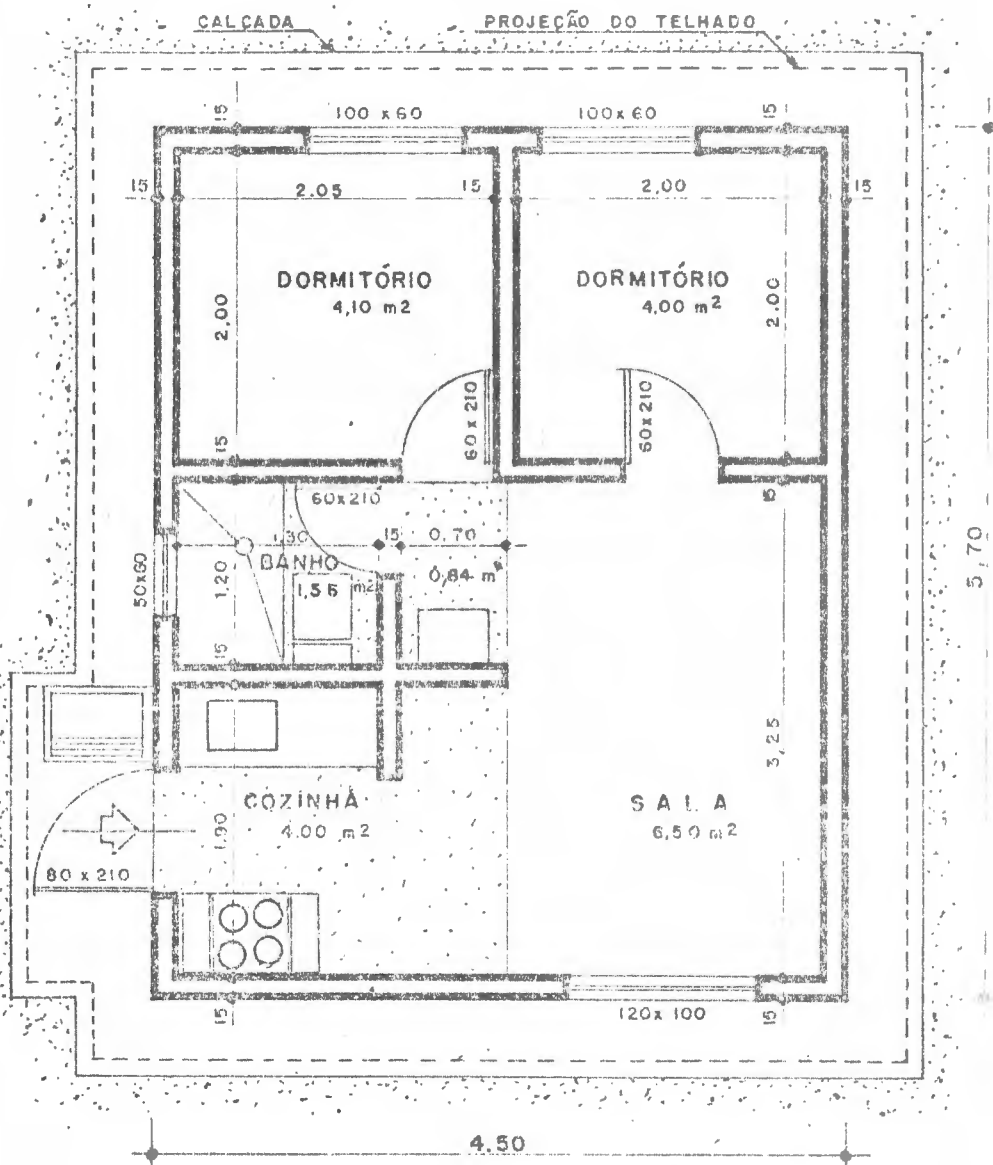 CALÇADA
PROJEÇÃO DO TELHADO
15
100 x 60
100x60
15
15
2.05
15
2,00
15
DORMITÓRIO
4,10 m2
DORMITÓRIO
4,00 m2
2,00
2.00
60 x 210
60x210
15
15
60x210
1,30
15
0,70
BANHO
1,56 m2
0,84 m2
50x60
1,20
15
5,70
3,25
COZINHA
4.00 m2
SALA
6,50 m2
1,90
80 x 210
15
120x 100
15
4.50